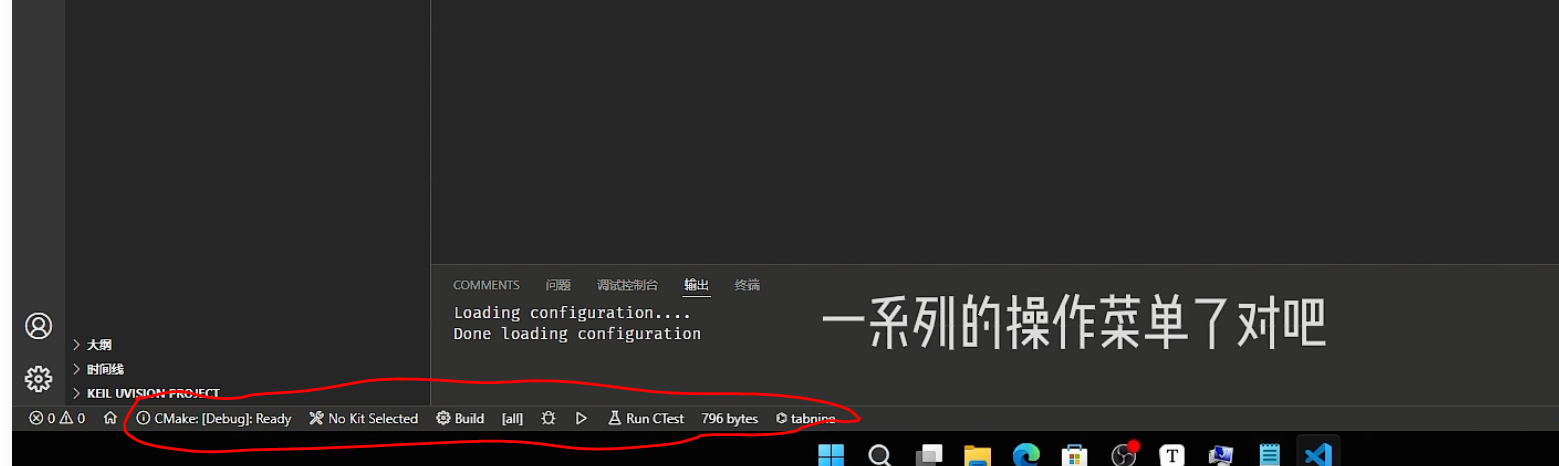 COMMENTS 问题 调试控制台 输出 终端
Loading configuration....
Done loading configuration
一系列的操作菜单了对吧
大纲
时间线
KEIL UVISION PROJECT
0 0 CMake: [Debug]: Ready No Kit Selected Build [all] Run CTest 796 bytes tabnine
T